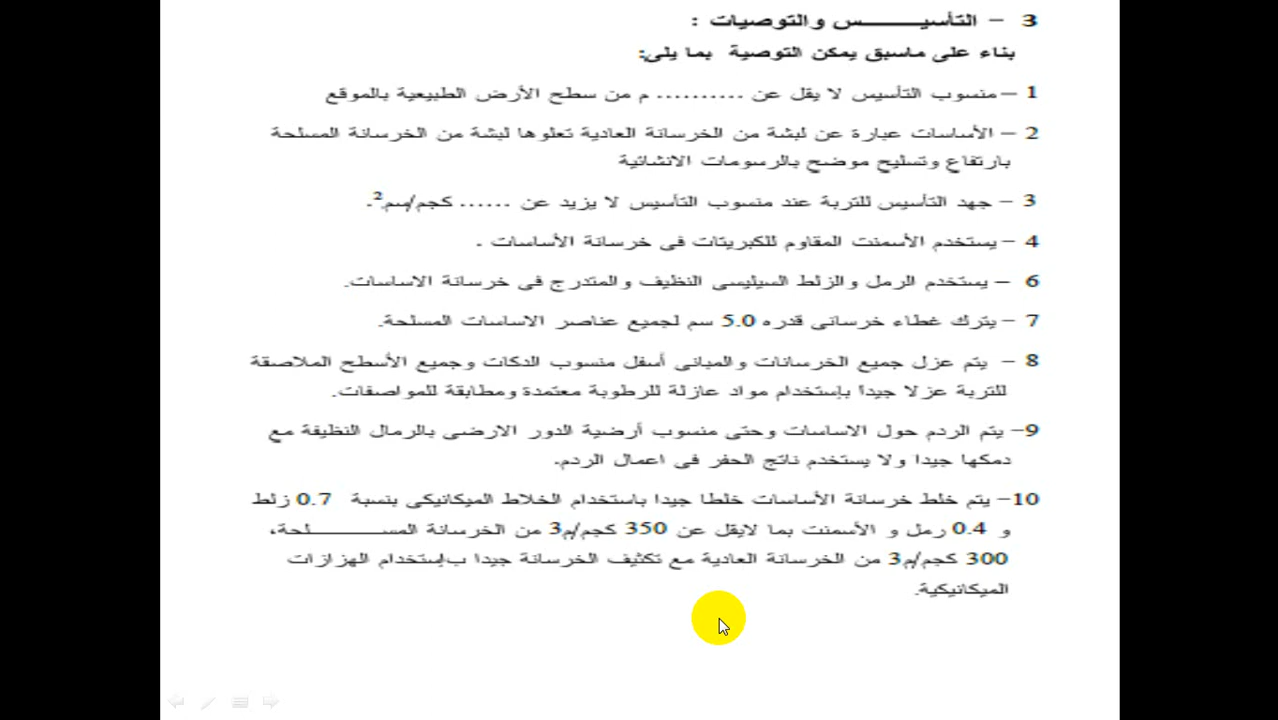 3 – التأسيـــــــــس والتوصيات :
بناء على ماسبق يمكن التوصية بما يلى:
1 – منسوب التأسيس لا يقل عن .......... م من سطح الأرض الطبيعية بالموقع
2 – الأساسات عبارة عن لبشة من الخرسانة العادية تعلوها لبشة من الخرسانة المسلحة
بارتفاع وتسليح موضح بالرسومات الانشائية
3 – جهد التأسيس للتربة عند منسوب التأسيس لا يزيد عن ...... كجم/سم2.
4 – يستخدم الأسمنت المقاوم للكبريتات فى خرسانة الأساسات .
6 – يستخدم الرمل والزلط السيليسى النظيف والمتدرج فى خرسانة الاساسات.
7 – يترك غطاء خرسانى قدره 5.0 سم لجميع عناصر الاساسات المسلحة.
8 – يتم عزل جميع الخرسانات والمبانى أسفل منسوب الدكات وجميع الأسطح الملاصقة
للتربة عزلا جيدا بإستخدام مواد عازلة للرطوبة معتمدة ومطابقة للمواصفات.
9– يتم الردم حول الاساسات وحتى منسوب أرضية الدور الارضى بالرمال النظيفة مع
دمكها جيدا ولا يستخدم ناتج الحفر فى اعمال الردم.
10– يتم خلط خرسانة الأساسات خلطا جيدا باستخدام الخلاط الميكانيكى بنسبة 0.7 زلط
و 0.4 رمل و الأسمنت بما لايقل عن 350 كجم/م3 من الخرسانة المســـــــــلحة،
300 كجم/م3 من الخرسانة العادية مع تكثيف الخرسانة جيدا بإستخدام الهزازات
الميكانيكية.